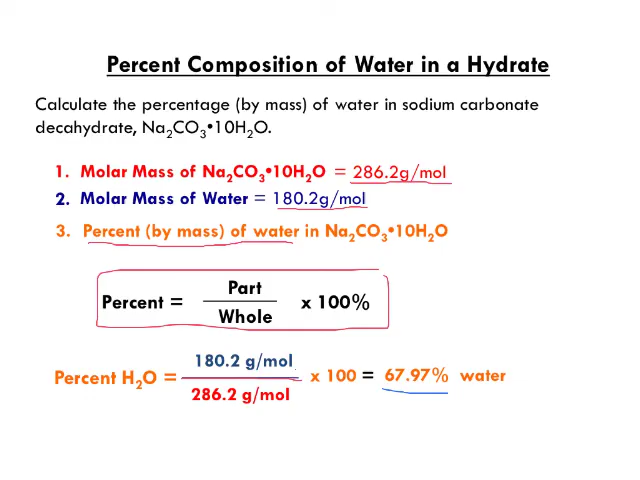 Percent Composition of Water in a Hydrate
Calculate the percentage (by mass) of water in sodium carbonate
decahydrate, Na₂CO₃•10H₂O.
1. Molar Mass of Na₂CO₃•10H₂O = 286.2g/mol
2. Molar Mass of Water = 180.2g/mol
3. Percent (by mass) of water in Na₂CO₃•10H₂O
Part
Percent = x 100%
Whole
180.2 g/mol
Percent H₂O = x 100 = 67.97% water
286.2 g/mol